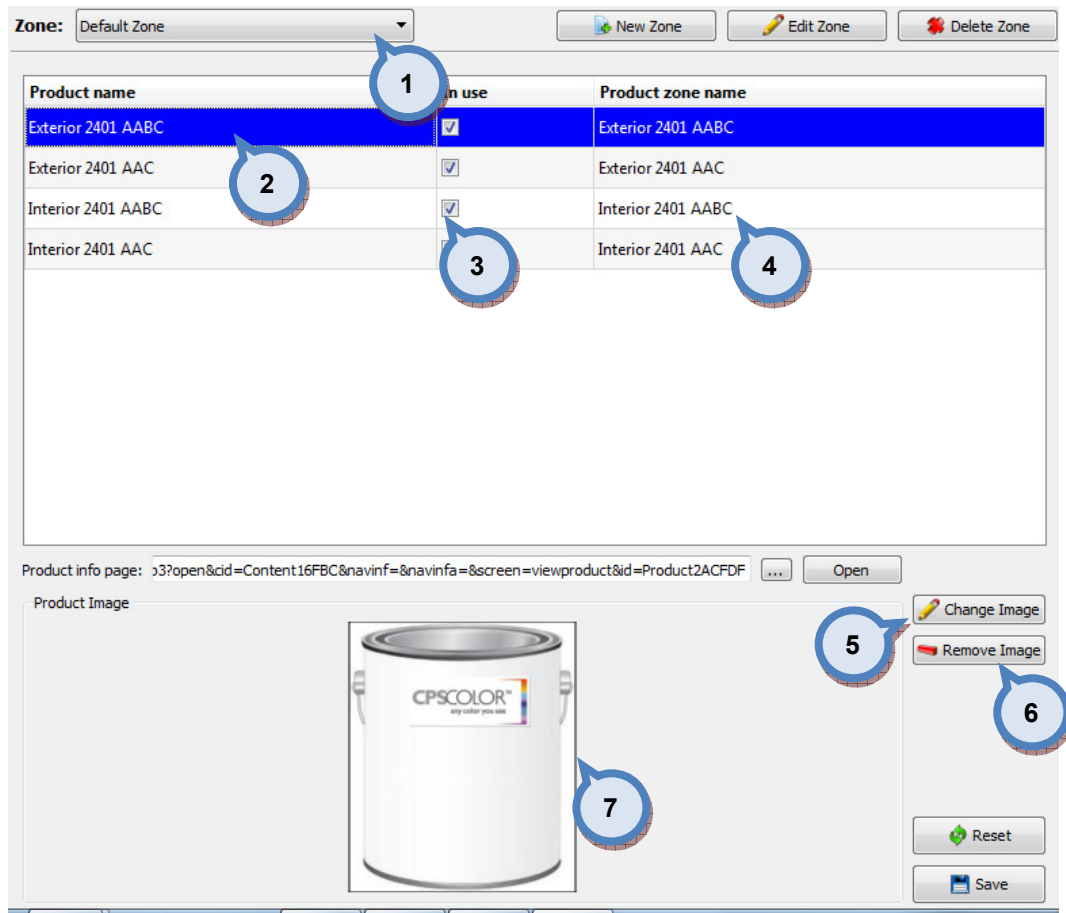 Zone: Default Zone New Zone Edit Zone Delete Zone
1
Product name n use Product zone name
Exterior 2401 AABC Exterior 2401 AABC
2
Exterior 2401 AAC Exterior 2401 AAC
Interior 2401 AABC Interior 2401 AABC
3
4
Interior 2401 AAC Interior 2401 AAC
Product info page: o3?open&cid=Content16FBC&navinf=&navinfa=&screen=viewproduct&id=Product2ACFDF ... Open
Product Image
Change Image
5
Remove Image
6
CPSCOLOR™
any color you see
7
Reset
Save